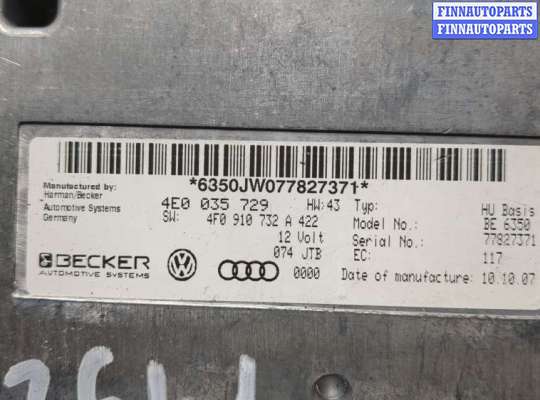 FINNAUTOPARTS
FINNAUTOPARTS
*6350JW077827371*
Manufactured by:
Harman/Becker
Automotive Systems
Germany
4E0 035 729 HW:43
SW: 4F0 910 732 A 422
12 Volt
074 JTB
0000
Typ: HU Basis
Model No.: BE 6350
Serial No.: 77827371
EC: 117
Date of manufacture: 10.10.07
BECKER
AUTOMOTIVE SYSTEMS